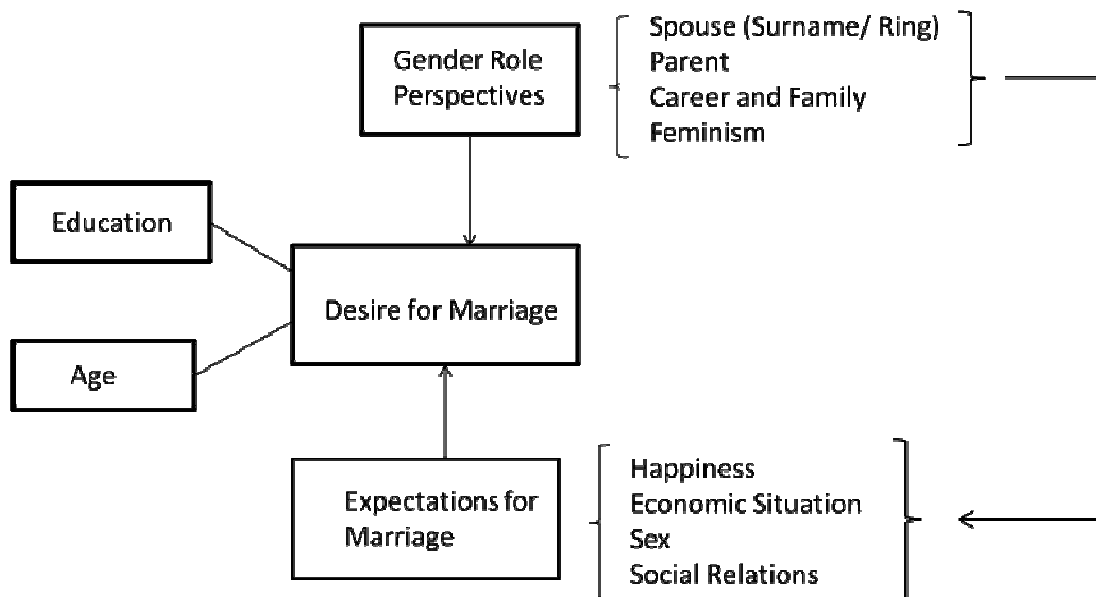 Gender Role
Perspectives
Spouse (Surname/ Ring)
Parent
Career and Family
Feminism
Education
Desire for Marriage
Age
Expectations for
Marriage
Happiness
Economic Situation
Sex
Social Relations